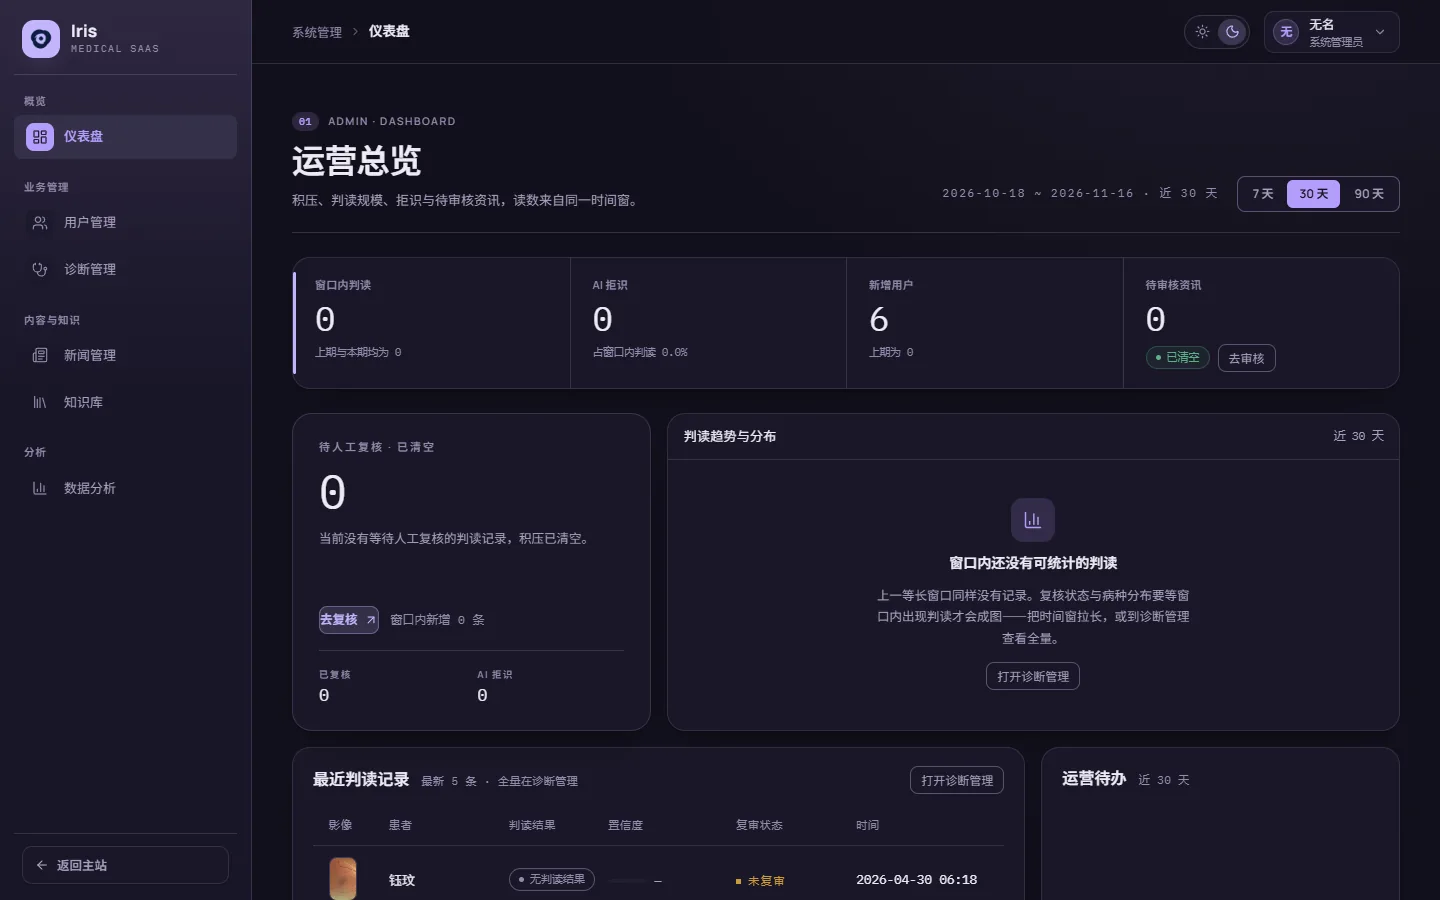 Iris
MEDICAL SAAS
概览
仪表盘
业务管理
用户管理
诊断管理
内容与知识
新闻管理
知识库
分析
数据分析
返回主站
系统管理 > 仪表盘
无 无名
系统管理员
01 ADMIN · DASHBOARD
运营总览
积压、判读规模、拒识与待审核资讯，读数来自同一时间窗。
2026-10-18 ~ 2026-11-16 · 近 30 天
7 天 30 天 90 天
窗口内判读
0
上期与本期均为 0
AI 拒识
0
占窗口内判读 0.0%
新增用户
6
上期为 0
待审核资讯
0
已清空 去审核
待人工复核 · 已清空
0
当前没有等待人工复核的判读记录，积压已清空。
去复核 窗口内新增 0 条
已复核 AI 拒识
0 0
判读趋势与分布 近 30 天
窗口内还没有可统计的判读
上一等长窗口同样没有记录。复核状态与病种分布要等窗
口内出现判读才会成图——把时间窗拉长，或到诊断管理
查看全量。
打开诊断管理
最近判读记录 最新 5 条 · 全量在诊断管理 打开诊断管理
影像 患者 判读结果 置信度 复审状态 时间
钰玟 无判读结果 — 未复审 2026-04-30 06:18
运营待办 近 30 天